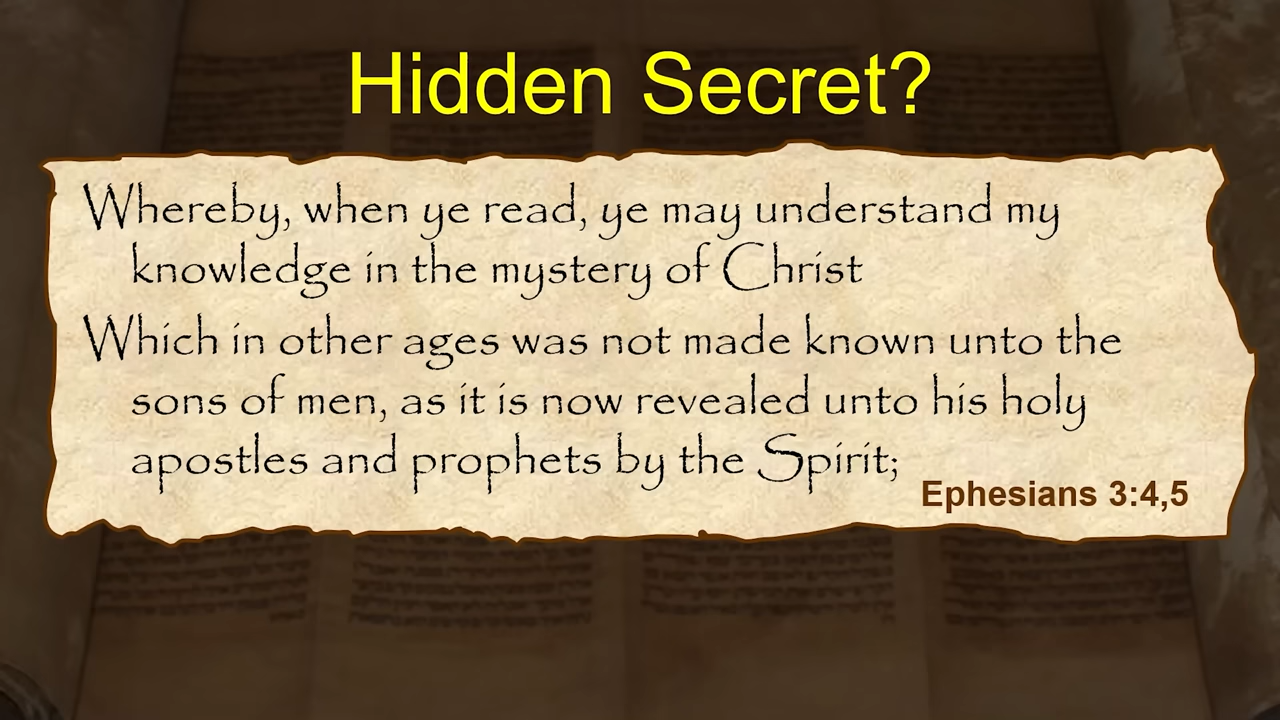 Hidden Secret?
Whereby, when ye read, ye may understand my
knowledge in the mystery of Christ
Which in other ages was not made known unto the
sons of men, as it is now revealed unto his holy
apostles and prophets by the Spirit;
Ephesians 3:4,5